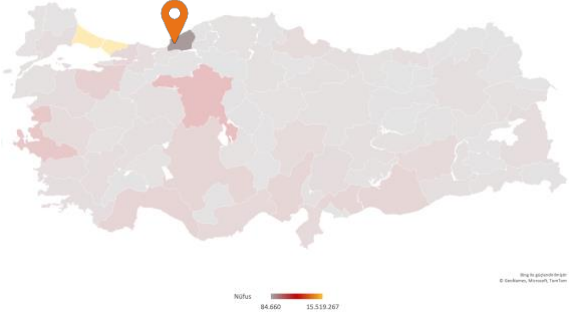 Bing ile güçlendirilmiştir
© GeoNames, Microsoft, TomTom
Nüfus
84.660 15.519.267